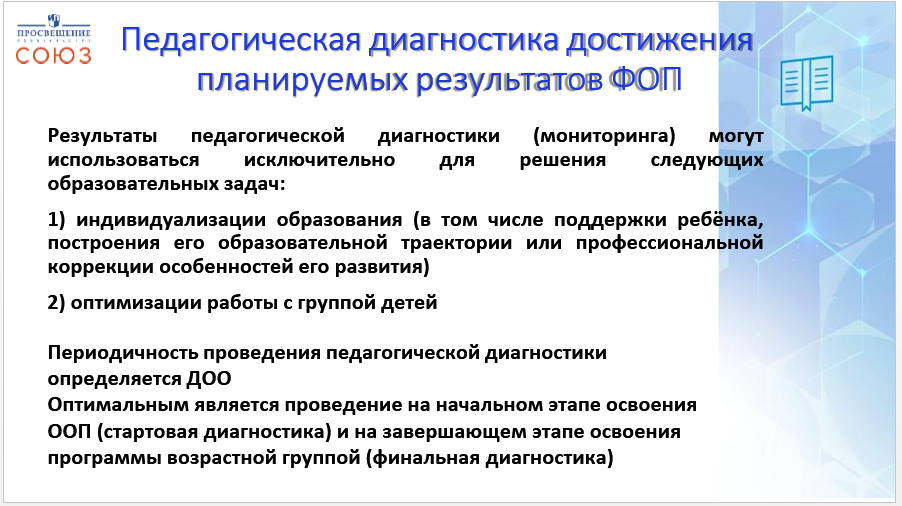 ПРОСВЕЩЕНИЕ
ИЗДАТЕЛЬСТВО
СОЮЗ
Педагогическая диагностика достижения
планируемых результатов ФОП
Результаты педагогической диагностики (мониторинга) могут
использоваться исключительно для решения следующих
образовательных задач:
1) индивидуализации образования (в том числе поддержки ребёнка,
построения его образовательной траектории или профессиональной
коррекции особенностей его развития)
2) оптимизации работы с группой детей
Периодичность проведения педагогической диагностики
определяется ДОО
Оптимальным является проведение на начальном этапе освоения
ООП (стартовая диагностика) и на завершающем этапе освоения
программы возрастной группой (финальная диагностика)